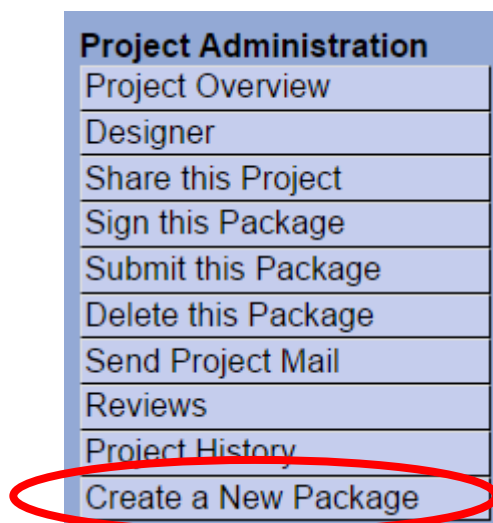 Project Administration
Project Overview
Designer
Share this Project
Sign this Package
Submit this Package
Delete this Package
Send Project Mail
Reviews
Project History
Create a New Package